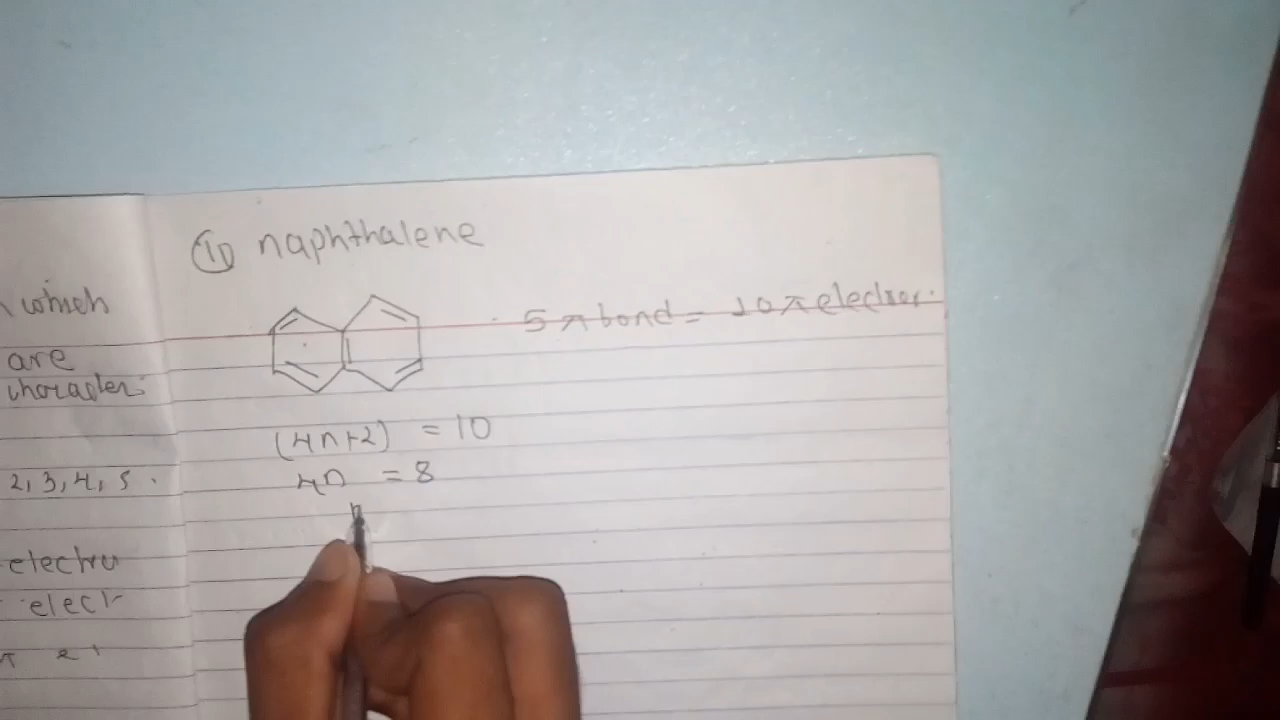 which
are
character
2, 3, 4, 5 .
electro
elect
π e
① naphthalene
5 π bond = 10 π electron.
(4n+2) = 10
4n = 8
n